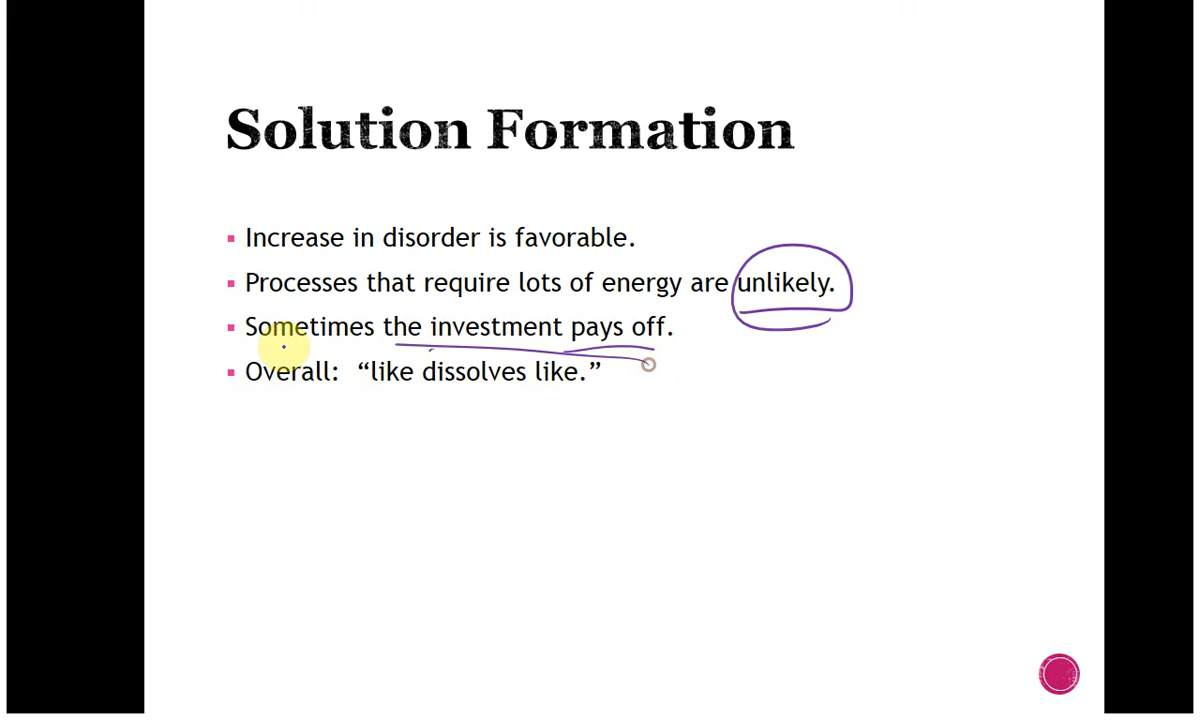 Solution Formation
Increase in disorder is favorable.
Processes that require lots of energy are unlikely.
Sometimes the investment pays off.
Overall:  “like dissolves like.”